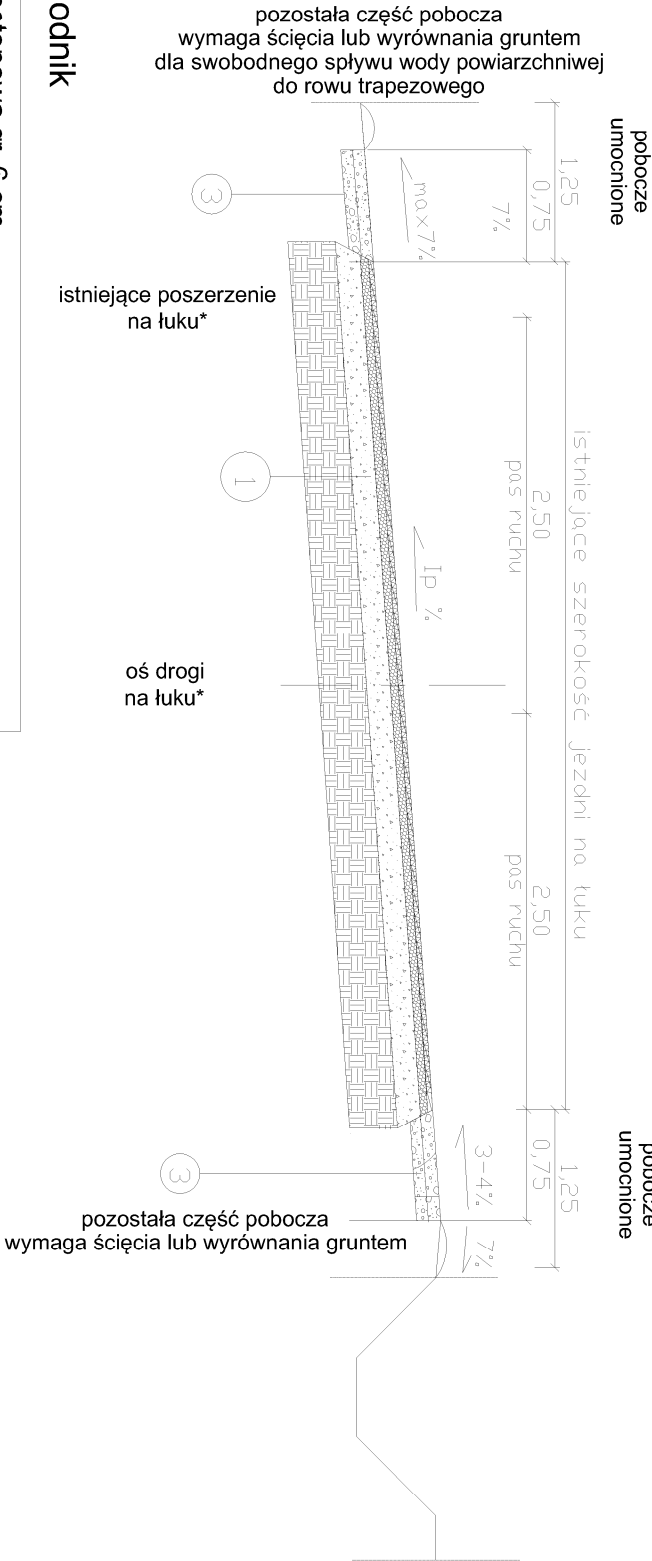 pozostała część pobocza
wymaga ścięcia lub wyrównania gruntem
dla swobodnego spływu wody powiarzchniwej
do rowu trapezowego
pobocze
umocnione
odnik
1,25
0,75
7%
max7%
3
istniejące poszerzenie
na łuku*
istniejące szerokość jezdni na łuku
2,50
pas ruchu
1
Ip %
oś drogi
na łuku*
2,50
pas ruchu
pobocze
umocnione
1,25
0,75
3-4%
7%
3
pozostała część pobocza
wymaga ścięcia lub wyrównania gruntem